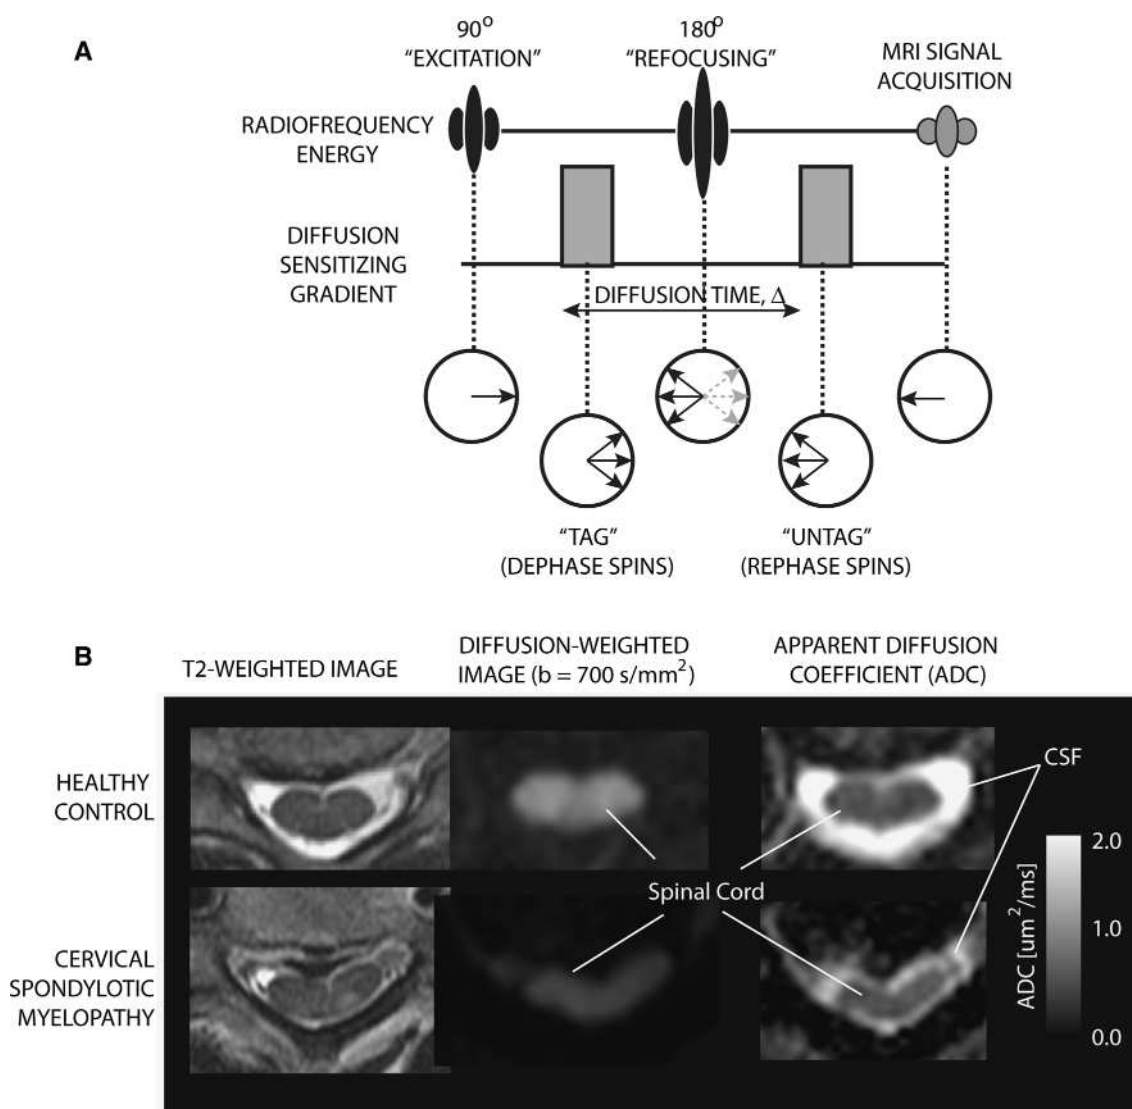 A
90°
"EXCITATION"
180°
"REFOCUSING"
MRI SIGNAL
ACQUISITION
RADIOFREQUENCY
ENERGY
DIFFUSION
SENSITIZING
GRADIENT
DIFFUSION TIME, Δ
"TAG"
(DEPHASE SPINS)
"UNTAG"
(REPHASE SPINS)
B
T2-WEIGHTED IMAGE
DIFFUSION-WEIGHTED
IMAGE (b = 700 s/mm²)
APPARENT DIFFUSION
COEFFICIENT (ADC)
HEALTHY
CONTROL
CSF
Spinal Cord
CERVICAL
SPONDYLOTIC
MYELOPATHY
ADC [um²/ms]
2.0
1.0
0.0